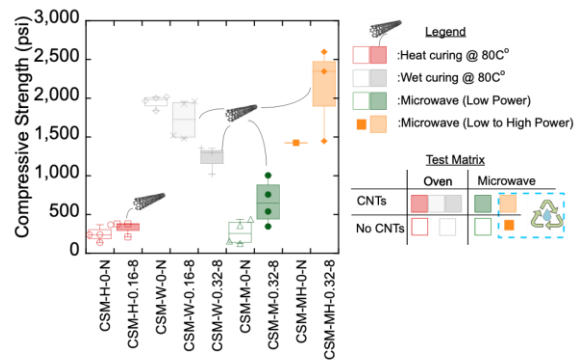 Compressive Strength (psi)
3,000
2,500
2,000
1,500
1,000
500
0
CSM-H-0-N
CSM-H-0.16-8
CSM-W-0-N
CSM-W-0.16-8
CSM-W-0.32-8
CSM-M-0-N
CSM-M-0.32-8
CSM-MH-0-N
CSM-MH-0.32-8
Legend
:Heat curing @ 80C°
:Wet curing @ 80C°
:Microwave (Low Power)
:Microwave (Low to High Power)
Test Matrix
Oven Microwave
CNTs
No CNTs